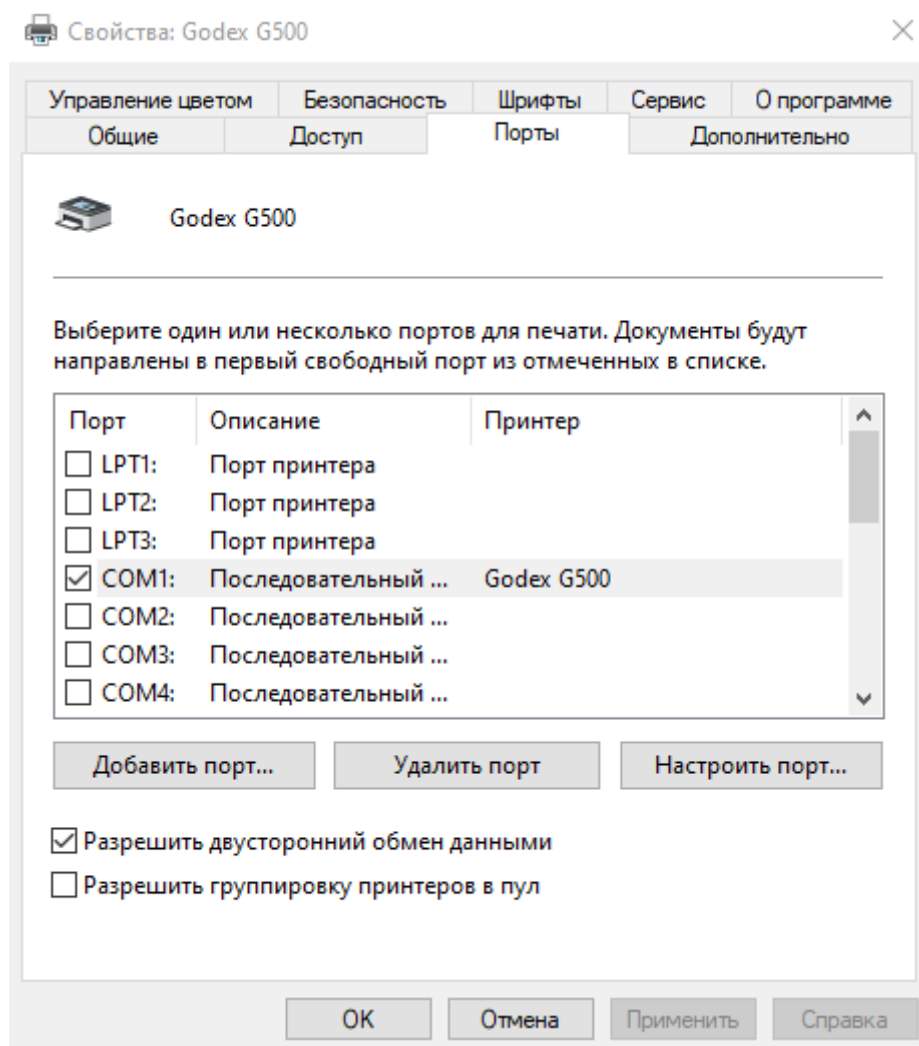 Свойства: Godex G500
Управление цветом Безопасность Шрифты Сервис О программе
Общие Доступ Порты Дополнительно
Godex G500
Выберите один или несколько портов для печати. Документы будут
направлены в первый свободный порт из отмеченных в списке.
Порт Описание Принтер
LPT1: Порт принтера
LPT2: Порт принтера
LPT3: Порт принтера
COM1: Последовательный ... Godex G500
COM2: Последовательный ...
COM3: Последовательный ...
COM4: Последовательный ...
Добавить порт... Удалить порт Настроить порт...
Разрешить двусторонний обмен данными
Разрешить группировку принтеров в пул
OK Отмена Применить Справка